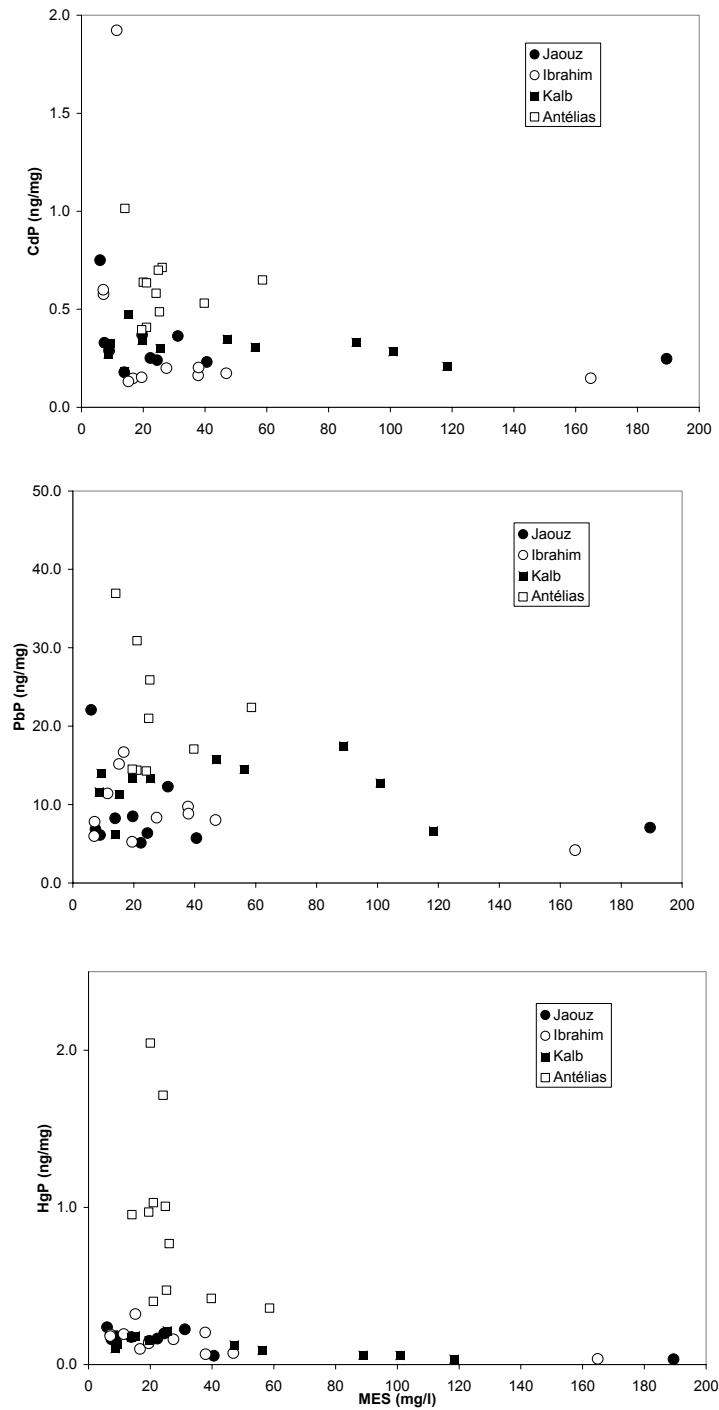 2.0
1.5
1.0
0.5
0.0
CdP (ng/mg)
Jaouz
Ibrahim
Kalb
Antélias
0 20 40 60 80 100 120 140 160 180 200
50.0
40.0
30.0
20.0
10.0
0.0
PbP (ng/mg)
Jaouz
Ibrahim
Kalb
Antélias
0 20 40 60 80 100 120 140 160 180 200
2.0
1.0
0.0
HgP (ng/mg)
Jaouz
Ibrahim
Kalb
Antélias
0 20 40 60 80 100 120 140 160 180 200
MES (mg/l)